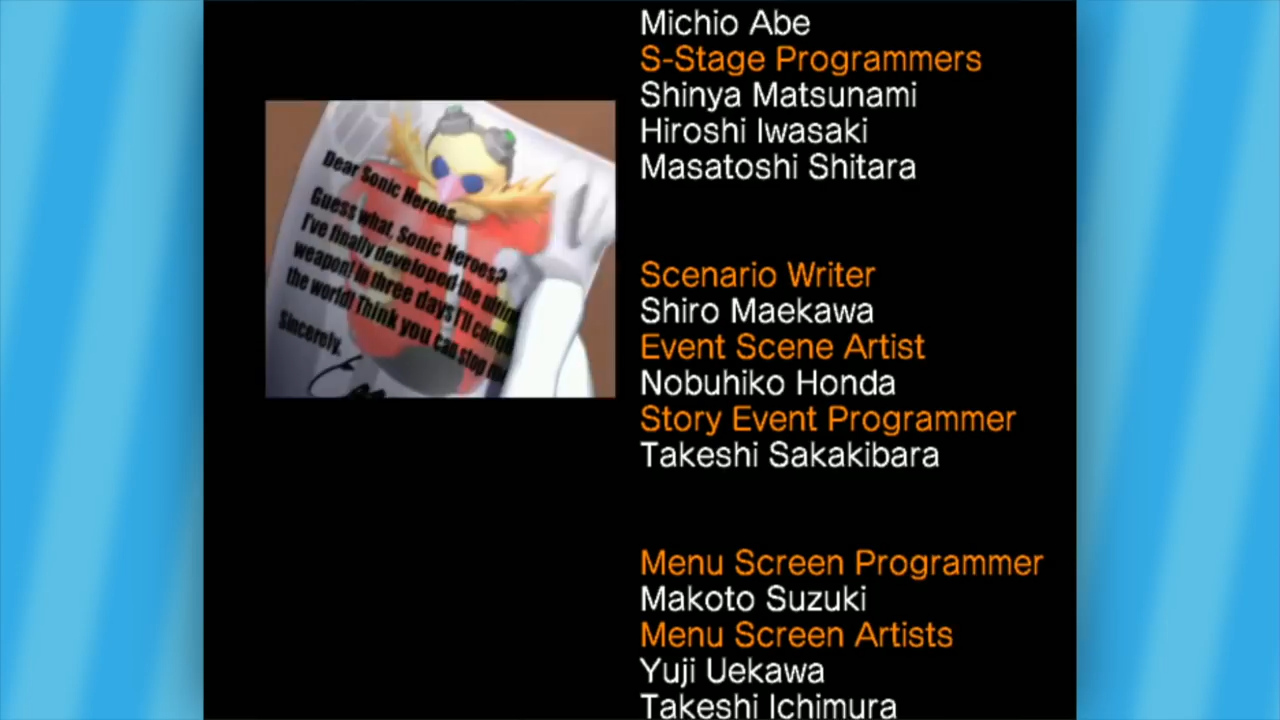 Dear Sonic Heroes,
Guess what, Sonic Heroes?
I've finally developed the
weapon! In three days I'll
the world! Think you can stop
Sincerely,
Michio Abe
S-Stage Programmers
Shinya Matsunami
Hiroshi Iwasaki
Masatoshi Shitara
Scenario Writer
Shiro Maekawa
Event Scene Artist
Nobuhiko Honda
Story Event Programmer
Takeshi Sakakibara
Menu Screen Programmer
Makoto Suzuki
Menu Screen Artists
Yuji Uekawa
Takeshi Ichimura